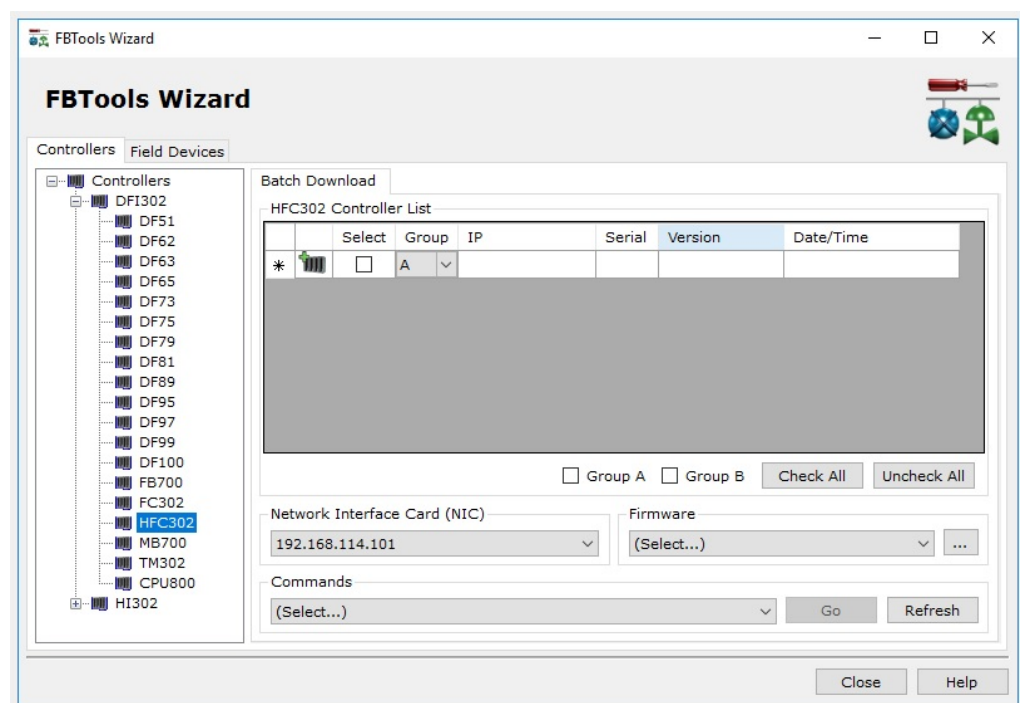 FBTools Wizard
FBTools Wizard
Controllers Field Devices
Controllers
DFI302
DF51
DF62
DF63
DF65
DF73
DF75
DF79
DF81
DF89
DF95
DF97
DF99
DF100
FB700
FC302
HFC302
MB700
TM302
CPU800
HI302
Batch Download
HFC302 Controller List
Select Group IP Serial Version Date/Time
* A
Group A Group B Check All Uncheck All
Network Interface Card (NIC)
192.168.114.101
Firmware
(Select...) ...
Commands
(Select...) Go Refresh
Close Help